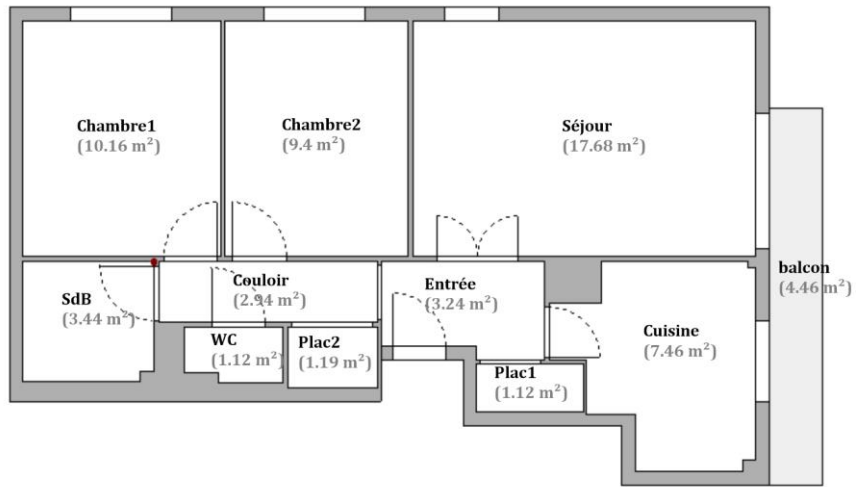 Chambre1
(10.16 m²)
Chambre2
(9.4 m²)
Séjour
(17.68 m²)
balcon
(4.46 m²)
SdB
(3.44 m²)
Couloir
(2.94 m²)
Entrée
(3.24 m²)
WC
(1.12 m²)
Plac2
(1.19 m²)
Cuisine
(7.46 m²)
Plac1
(1.12 m²)